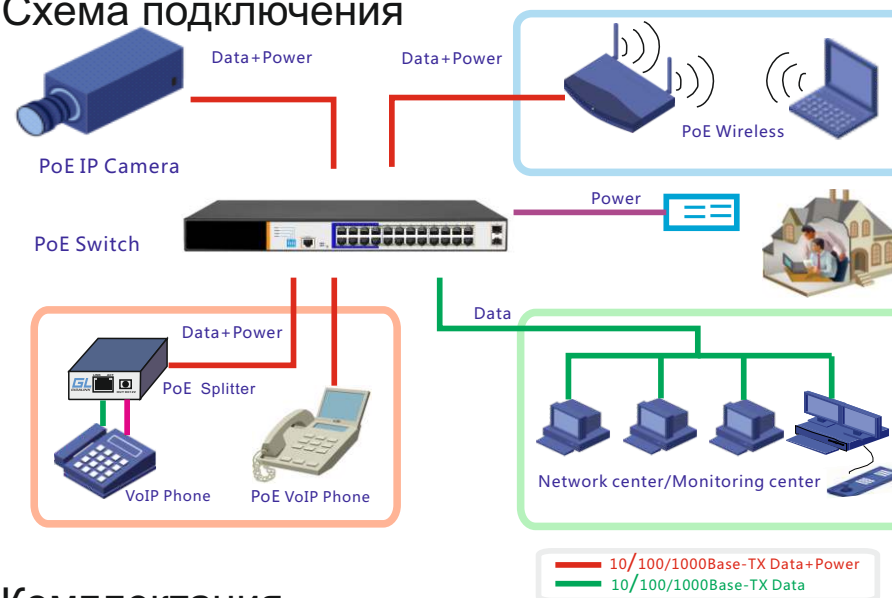 Схема подключения
Data+Power
Data+Power
PoE Wireless
PoE IP Camera
Power
PoE Switch
Data
Data+Power
GL
PoE Splitter
VoIP Phone
PoE VoIP Phone
Network center/Monitoring center
10/100/1000Base-TX Data+Power
10/100/1000Base-TX Data
Комплектация